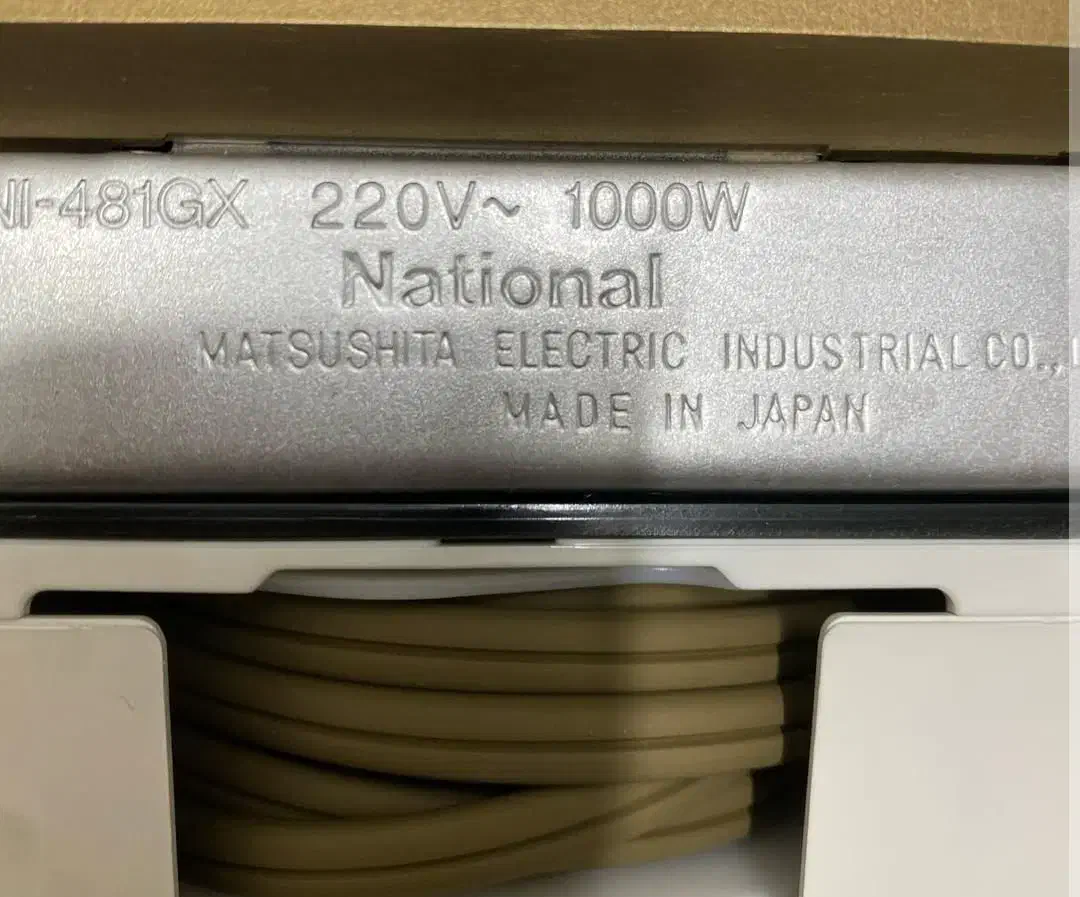 NI-481GX 220V~ 1000W
National
MATSUSHITA ELECTRIC INDUSTRIAL CO.,
MADE IN JAPAN